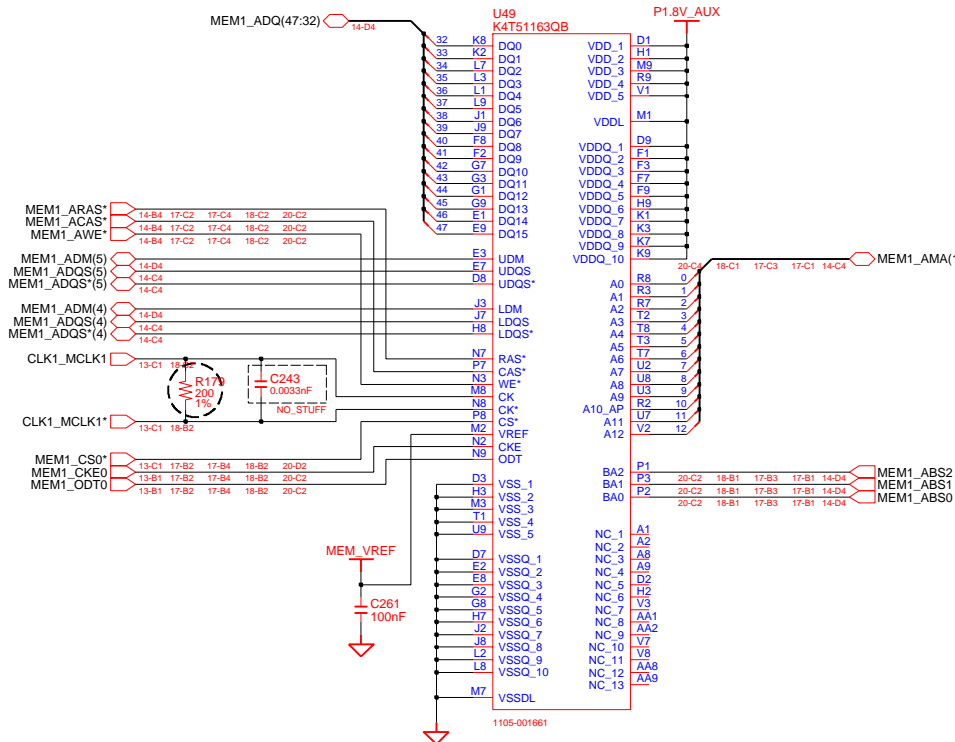 U49
K4T51163QB
P1.8V_AUX
MEM1_ADQ(47:32) 14-D4
32 K8 DQ0 VDD_1 D1
33 K2 DQ1 VDD_2 H1
34 L7 DQ2 VDD_3 M9
35 L3 DQ3 VDD_4 R9
36 L1 DQ4 VDD_5 V1
37 L9 DQ5
38 J1 DQ6 VDDL M1
39 J9 DQ7
40 F8 DQ8 VDDQ_1 D9
41 F2 DQ9 VDDQ_2 F1
42 G7 DQ10 VDDQ_3 F3
43 G3 DQ11 VDDQ_4 F7
44 G1 DQ12 VDDQ_5 F9
45 G9 DQ13 VDDQ_6 H9
46 E1 DQ14 VDDQ_7 K1
47 E9 DQ15 VDDQ_8 K3
VDDQ_9 K7
VDDQ_10 K9
MEM1_ARAS* 14-B4 17-C2 17-C4 18-C2 20-C2
MEM1_ACAS* 14-B4 17-C2 17-C4 18-C2 20-C2
MEM1_AWE* 14-B4 17-C2 17-C4 18-C2 20-C2
MEM1_ADM(5) 14-D4 E3 UDM
MEM1_ADQS(5) 14-C4 E7 UDQS
MEM1_ADQS*(5) 14-C4 D8 UDQS*
20-C4 18-C1 17-C3 17-C1 14-C4 MEM1_AMA(
MEM1_ADM(4) 14-D4 J3 LDM
MEM1_ADQS(4) 14-C4 J7 LDQS
MEM1_ADQS*(4) 14-C4 H8 LDQS*
A0 R8 0
A1 R3 1
A2 R7 2
A3 T2 3
A4 T8 4
A5 T3 5
A6 T7 6
A7 U2 7
A8 U8 8
A9 U3 9
A10_AP R2 10
A11 U7 11
A12 V2 12
N7 RAS*
P7 CAS*
N3 WE*
M8 CK
N8 CK*
P8 CS*
M2 VREF
N2 CKE
N9 ODT
CLK1_MCLK1 13-C1 18-B2
R179
200
1%
C243
0.0033nF
NO_STUFF
CLK1_MCLK1* 13-C1 18-B2
MEM1_CS0* 13-C1 17-B2 17-B4 18-B2 20-D2
MEM1_CKE0 13-B1 17-B2 17-B4 18-B2 20-C2
MEM1_ODT0 13-B1 17-B2 17-B4 18-B2 20-C2
BA2 P1 20-C2 18-B1 17-B3 17-B1 14-D4 MEM1_ABS2
BA1 P3 20-C2 18-B1 17-B3 17-B1 14-D4 MEM1_ABS1
BA0 P2 20-C2 18-B1 17-B3 17-B1 14-D4 MEM1_ABS0
D3 VSS_1
H3 VSS_2
M3 VSS_3
T1 VSS_4
U9 VSS_5
D7 VSSQ_1
E2 VSSQ_2
E8 VSSQ_3
G2 VSSQ_4
G8 VSSQ_5
H7 VSSQ_6
J2 VSSQ_7
J8 VSSQ_8
L2 VSSQ_9
L8 VSSQ_10
M7 VSSDL
NC_1 A1
NC_2 A2
NC_3 A8
NC_4 A9
NC_5 D2
NC_6 H2
NC_7 V3
NC_8 AA1
NC_9 AA2
NC_10 V7
NC_11 V8
NC_12 AA8
NC_13 AA9
MEM_VREF
C261
100nF
1105-001661